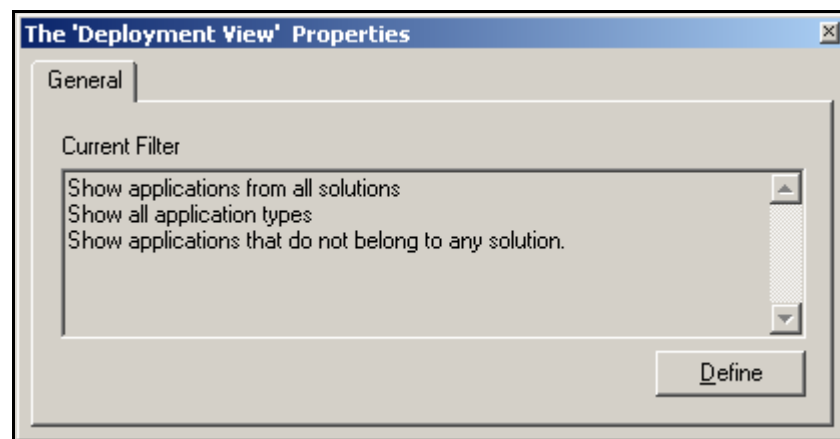 The 'Deployment View' Properties
General
Current Filter
Show applications from all solutions
Show all application types
Show applications that do not belong to any solution.
Define